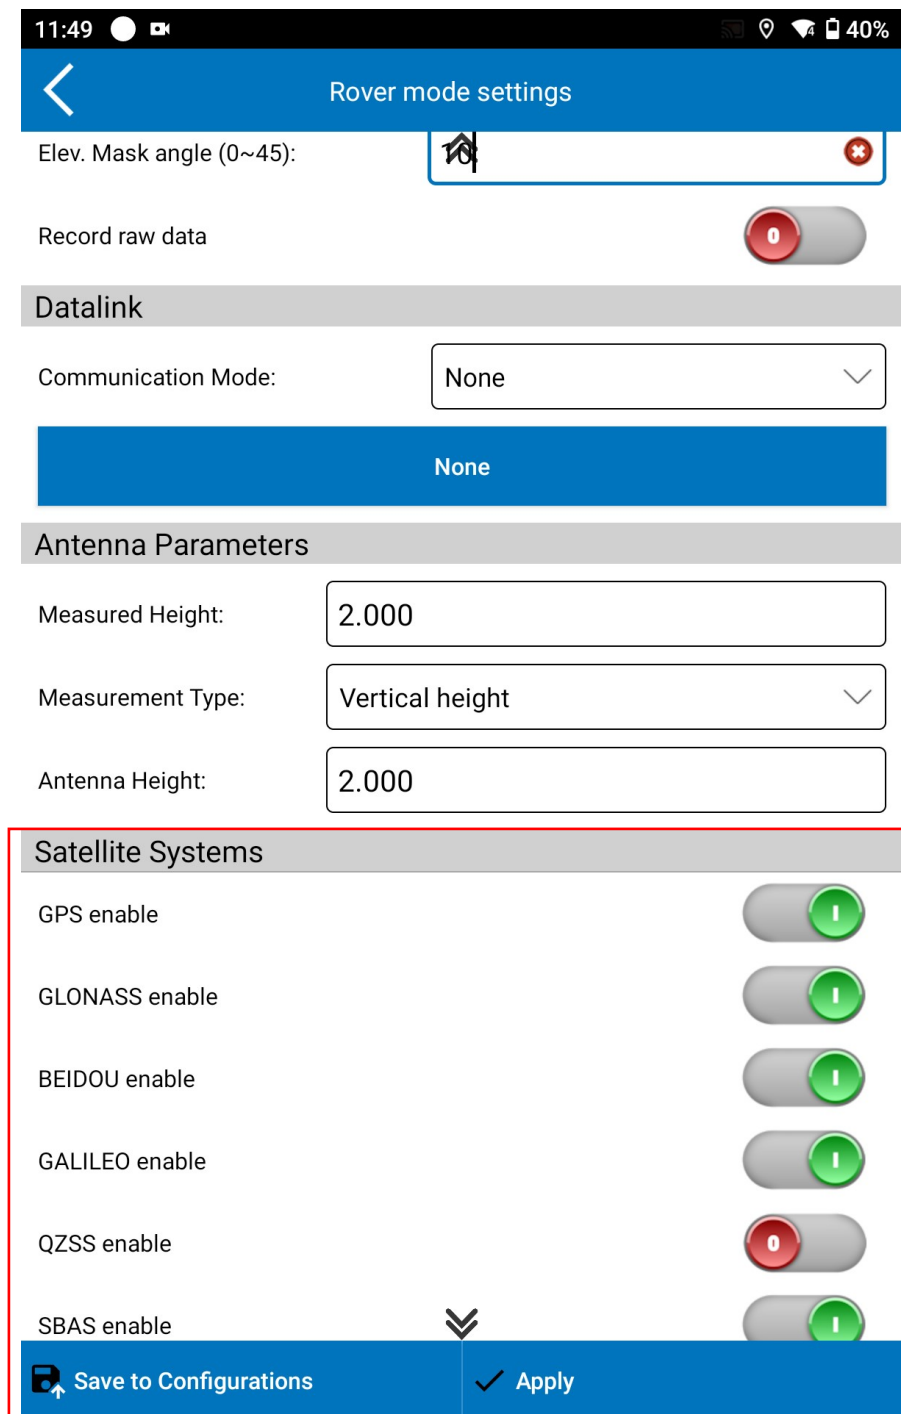 11:49 40%
Rover mode settings
Elev. Mask angle (0~45): 10
Record raw data 0
Datalink
Communication Mode: None
None
Antenna Parameters
Measured Height: 2.000
Measurement Type: Vertical height
Antenna Height: 2.000
Satellite Systems
GPS enable I
GLONASS enable I
BEIDOU enable I
GALILEO enable I
QZSS enable 0
SBAS enable I
Save to Configurations Apply